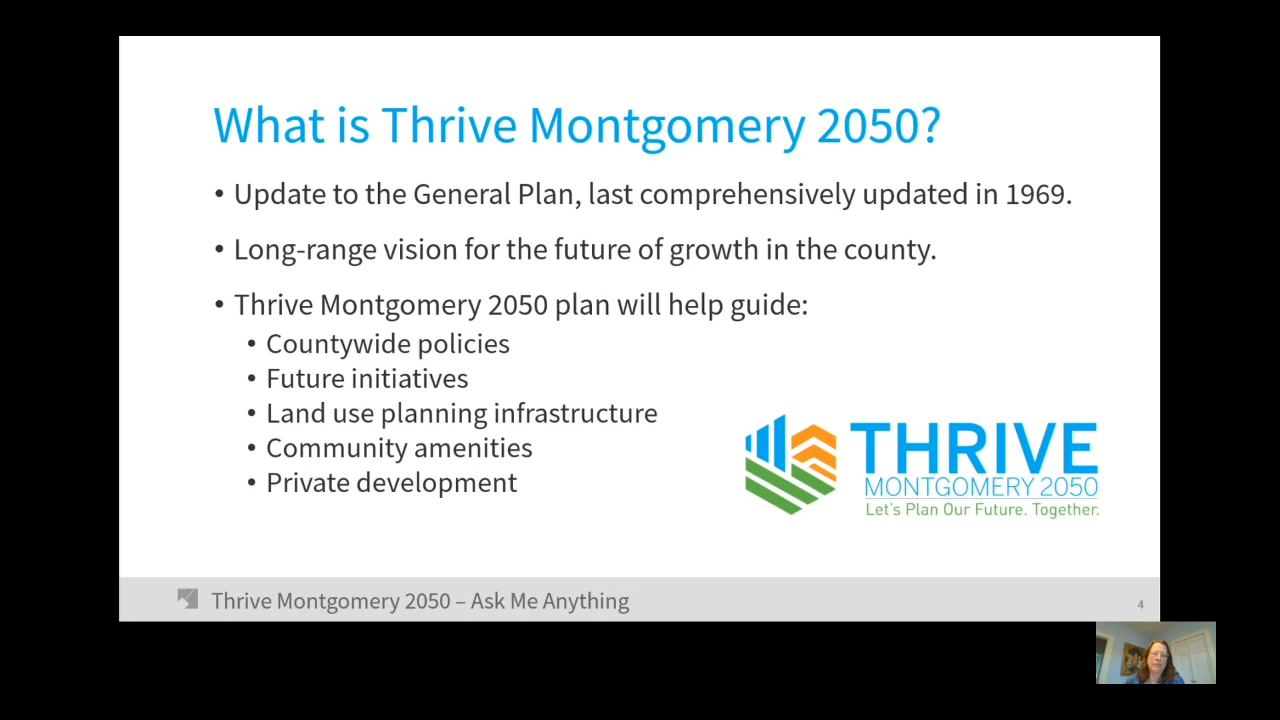 What is Thrive Montgomery 2050?
• Update to the General Plan, last comprehensively updated in 1969.
• Long-range vision for the future of growth in the county.
• Thrive Montgomery 2050 plan will help guide:
• Countywide policies
• Future initiatives
• Land use planning infrastructure
• Community amenities
• Private development
THRIVE
MONTGOMERY 2050
Let's Plan Our Future. Together.
Thrive Montgomery 2050 – Ask Me Anything
4